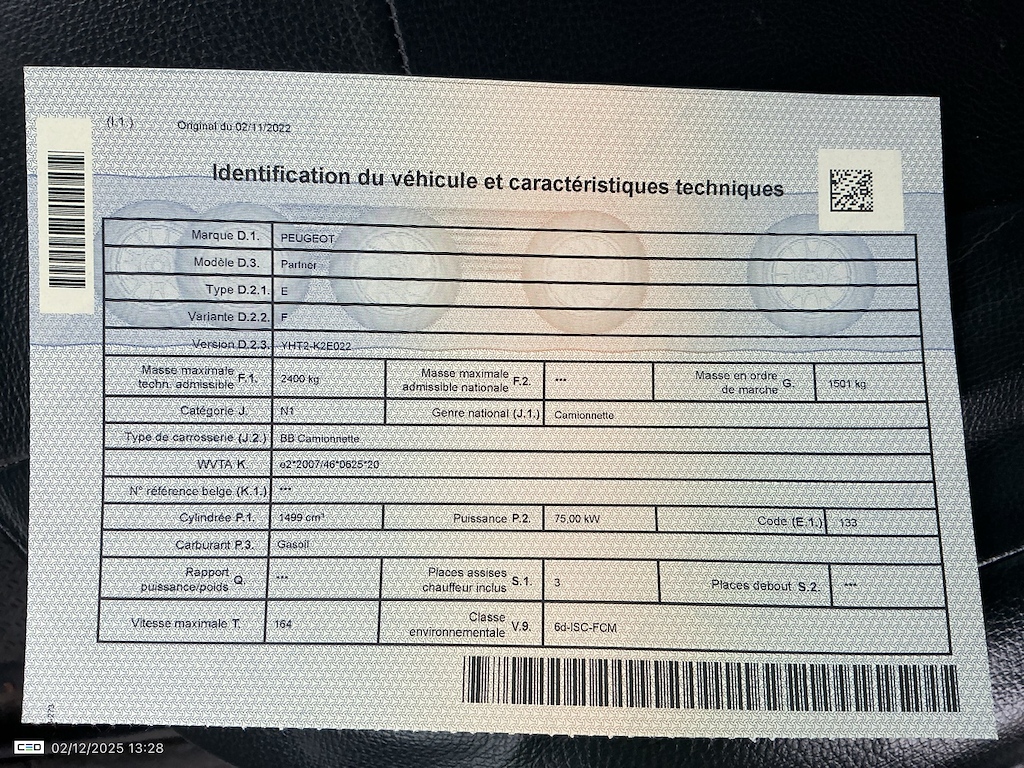 (I.1.)
Original du 02/11/2022
Identification du véhicule et caractéristiques techniques
Marque D.1. PEUGEOT
Modèle D.3. Partner
Type D.2.1. E
Variante D.2.2. F
Version D.2.3. YHT2-K2E022
Masse maximale techn. admissible F.1. 2400 kg Masse maximale admissible nationale F.2. *** Masse en ordre de marche G. 1501 kg
Catégorie J. N1 Genre national (J.1.) Camionnette
Type de carrosserie (J.2.) BB Camionnette
WVTA K. e2*2007/46*0625*20
N° référence belge (K.1.) ***
Cylindrée P.1. 1499 cm³ Puissance P.2. 75,00 kW Code (E.1.) 133
Carburant P.3. Gasoil
Rapport puissance/poids Q. *** Places assises chauffeur inclus S.1. 3 Places debout S.2. ***
Vitesse maximale T. 164 Classe environnementale V.9. 6d-ISC-FCM
CEO 02/12/2025 13:28